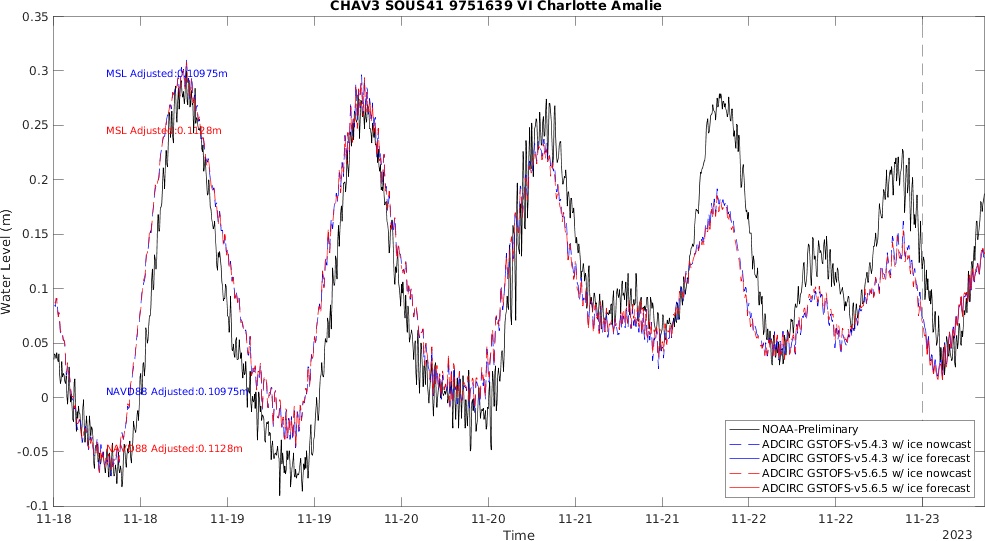 CHAV3 SOUS41 9751639 VI Charlotte Amalie
0.35
0.3
0.25
0.2
0.15
0.1
0.05
0
-0.05
-0.1
Water Level (m)
MSL Adjusted:0.10975m
MSL Adjusted:0.1128m
NAVD88 Adjusted:0.10975m
NAVD88 Adjusted:0.1128m
NOAA-Preliminary
ADCIRC GSTOFS-v5.4.3 w/ ice nowcast
ADCIRC GSTOFS-v5.4.3 w/ ice forecast
ADCIRC GSTOFS-v5.6.5 w/ ice nowcast
ADCIRC GSTOFS-v5.6.5 w/ ice forecast
11-18 11-18 11-19 11-19 11-20 11-20 11-21 11-21 11-22 11-22 11-23
Time
2023